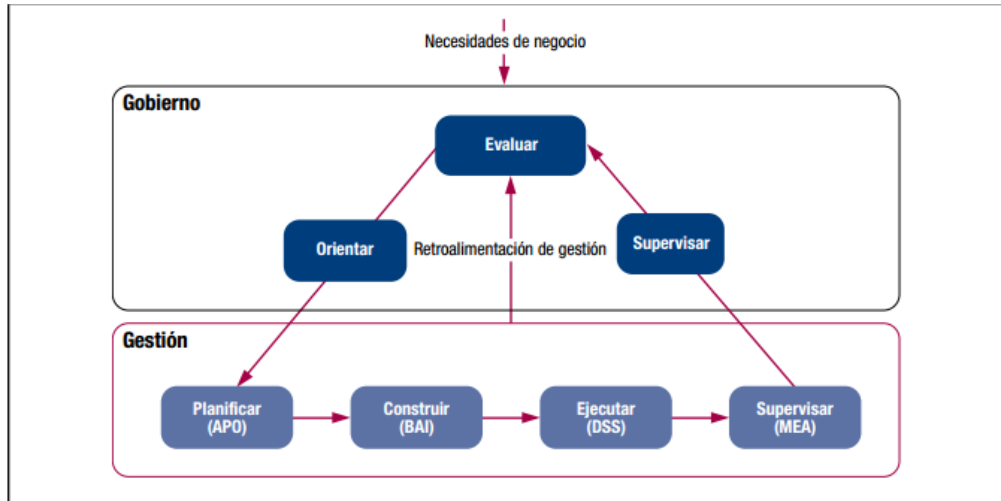 Necesidades de negocio
Gobierno
Evaluar
Orientar
Retroalimentación de gestión
Supervisar
Gestión
Planificar
(APO)
Construir
(BAI)
Ejecutar
(DSS)
Supervisar
(MEA)